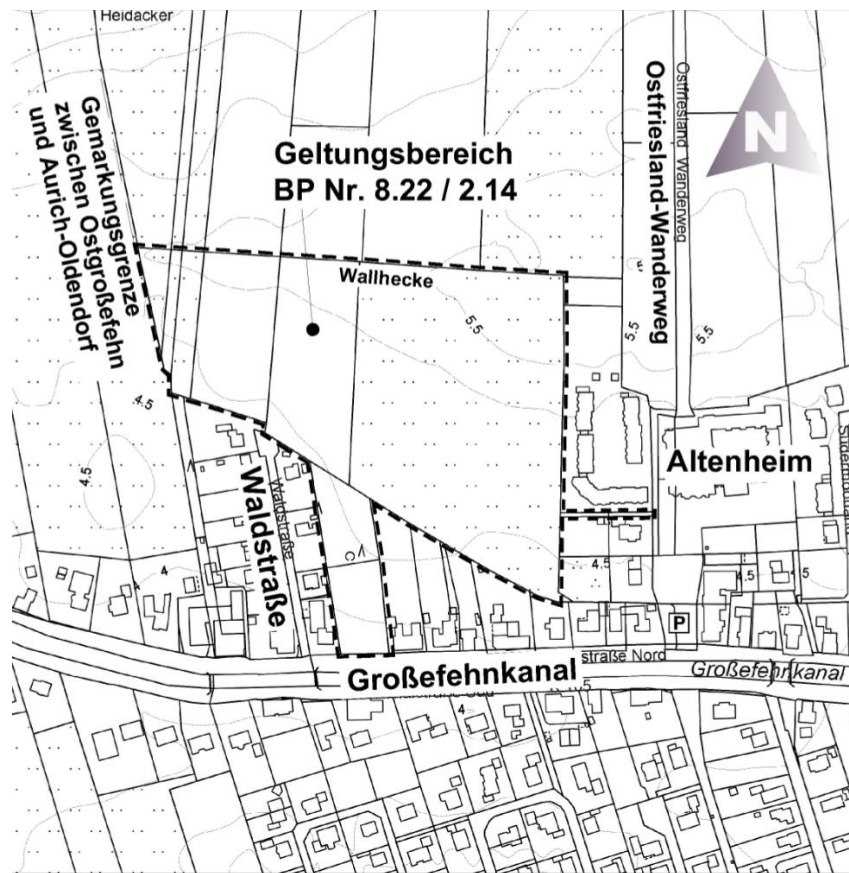 Heidacker
Gemarkungsgrenze
zwischen Ostgroßefehn
und Aurich-Oldendorf
Geltungsbereich
BP Nr. 8.22 / 2.14
Ostfriesland-Wanderweg
Ostfriesland Wanderweg
N
Wallhecke
5.5
5.5
5.5
4.5
4.5
Waldstraße
Waldstraße
Altenheim
4.5
4.5
4.5
4
P
straße Nord
Großefehnkanal
Großefehnkanal
4